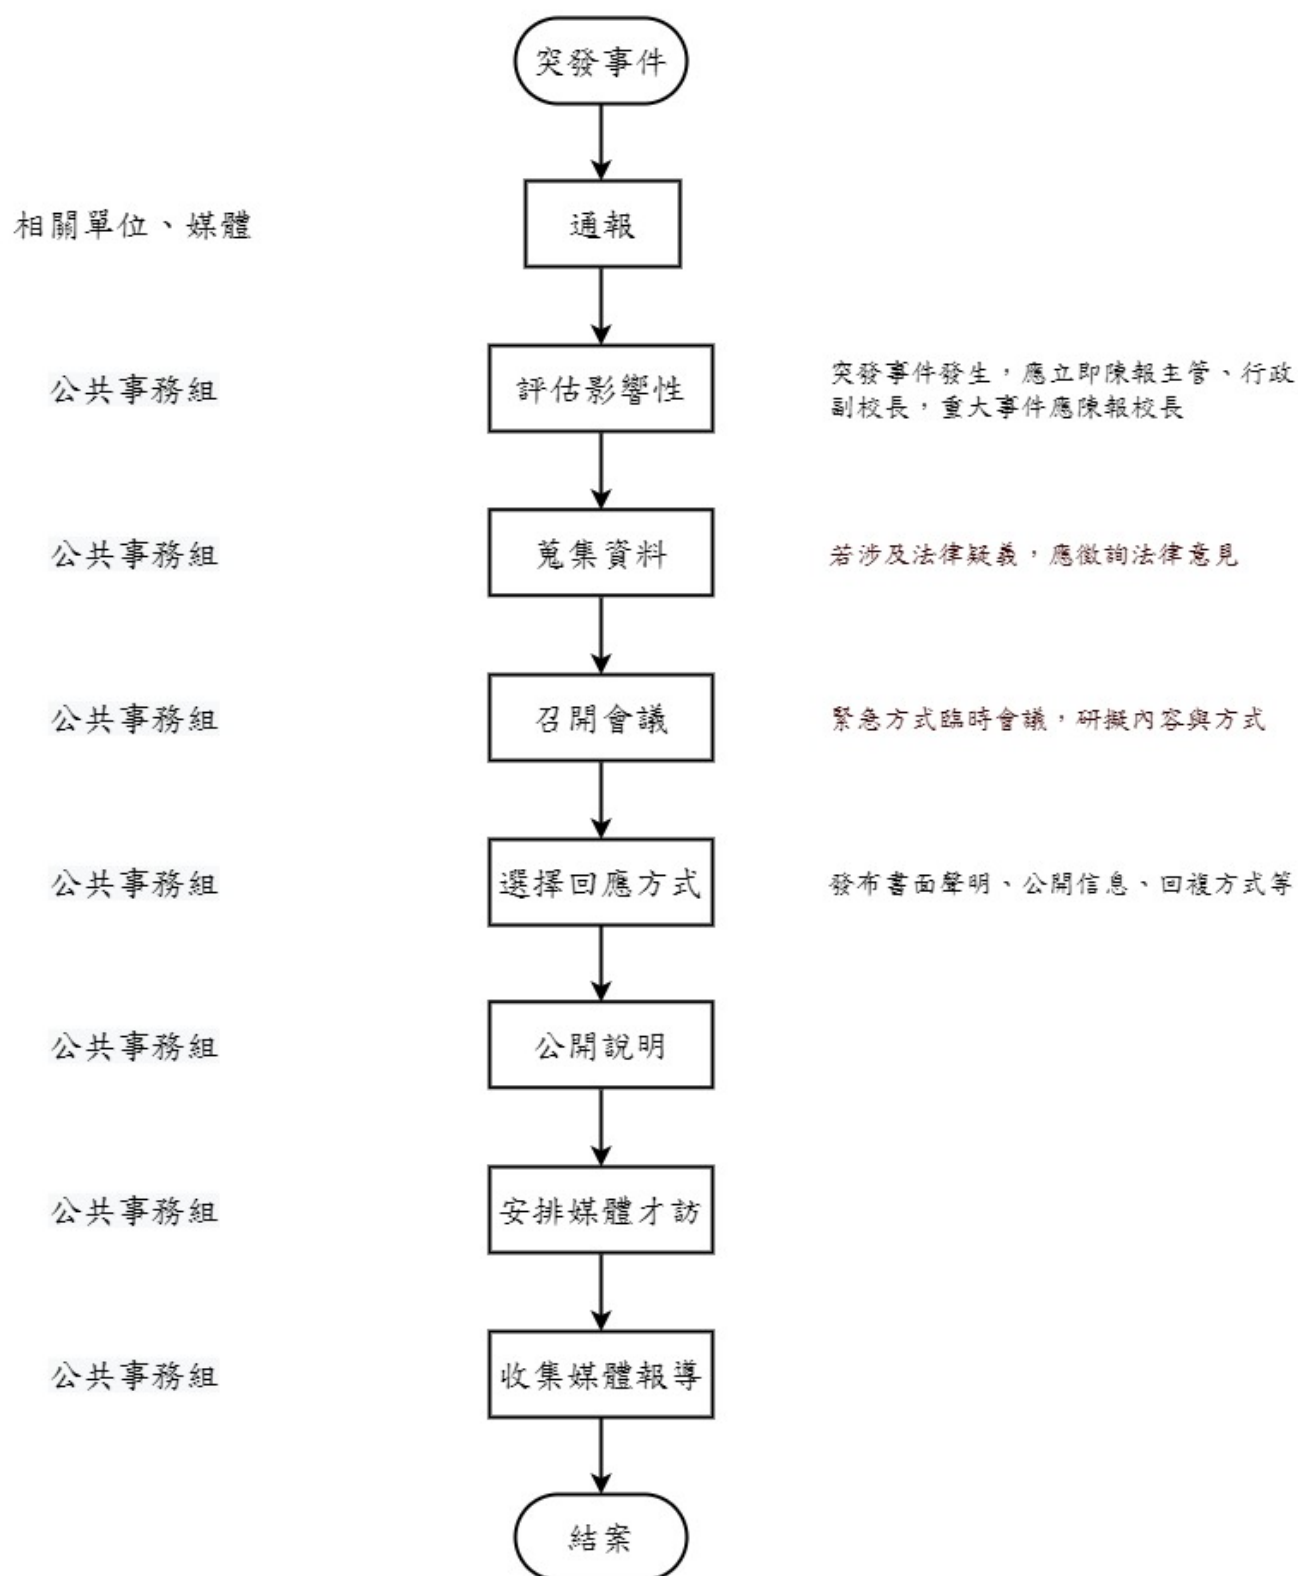 突發事件
相關單位、媒體
通報
公共事務組
評估影響性
突發事件發生，應立即陳報主管、行政
副校長，重大事件應陳報校長
公共事務組
蒐集資料
若涉及法律疑義，應徵詢法律意見
公共事務組
召開會議
緊急方式臨時會議，研擬內容與方式
公共事務組
選擇回應方式
發布書面聲明、公開信息、回複方式等
公共事務組
公開說明
公共事務組
安排媒體才訪
公共事務組
收集媒體報導
結案